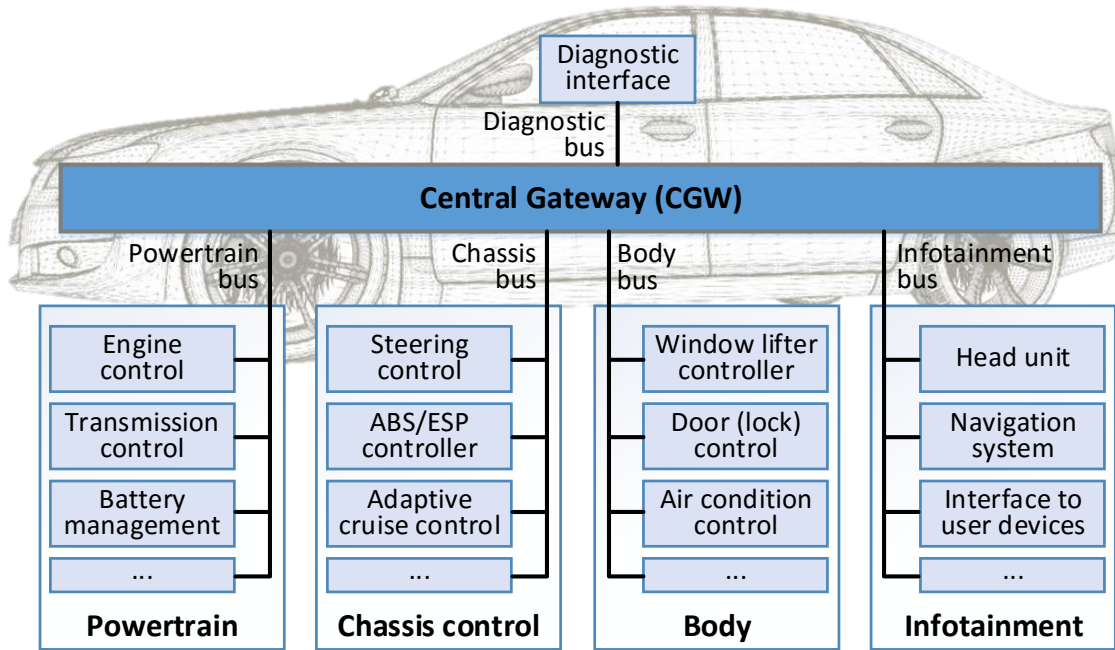 Diagnostic
interface
Diagnostic
bus
Central Gateway (CGW)
Powertrain
bus
Chassis
bus
Body
bus
Infotainment
bus
Engine
control
Transmission
control
Battery
management
...
Powertrain
Steering
control
ABS/ESP
controller
Adaptive
cruise control
...
Chassis control
Window lifter
controller
Door (lock)
control
Air condition
control
...
Body
Head unit
Navigation
system
Interface to
user devices
...
Infotainment